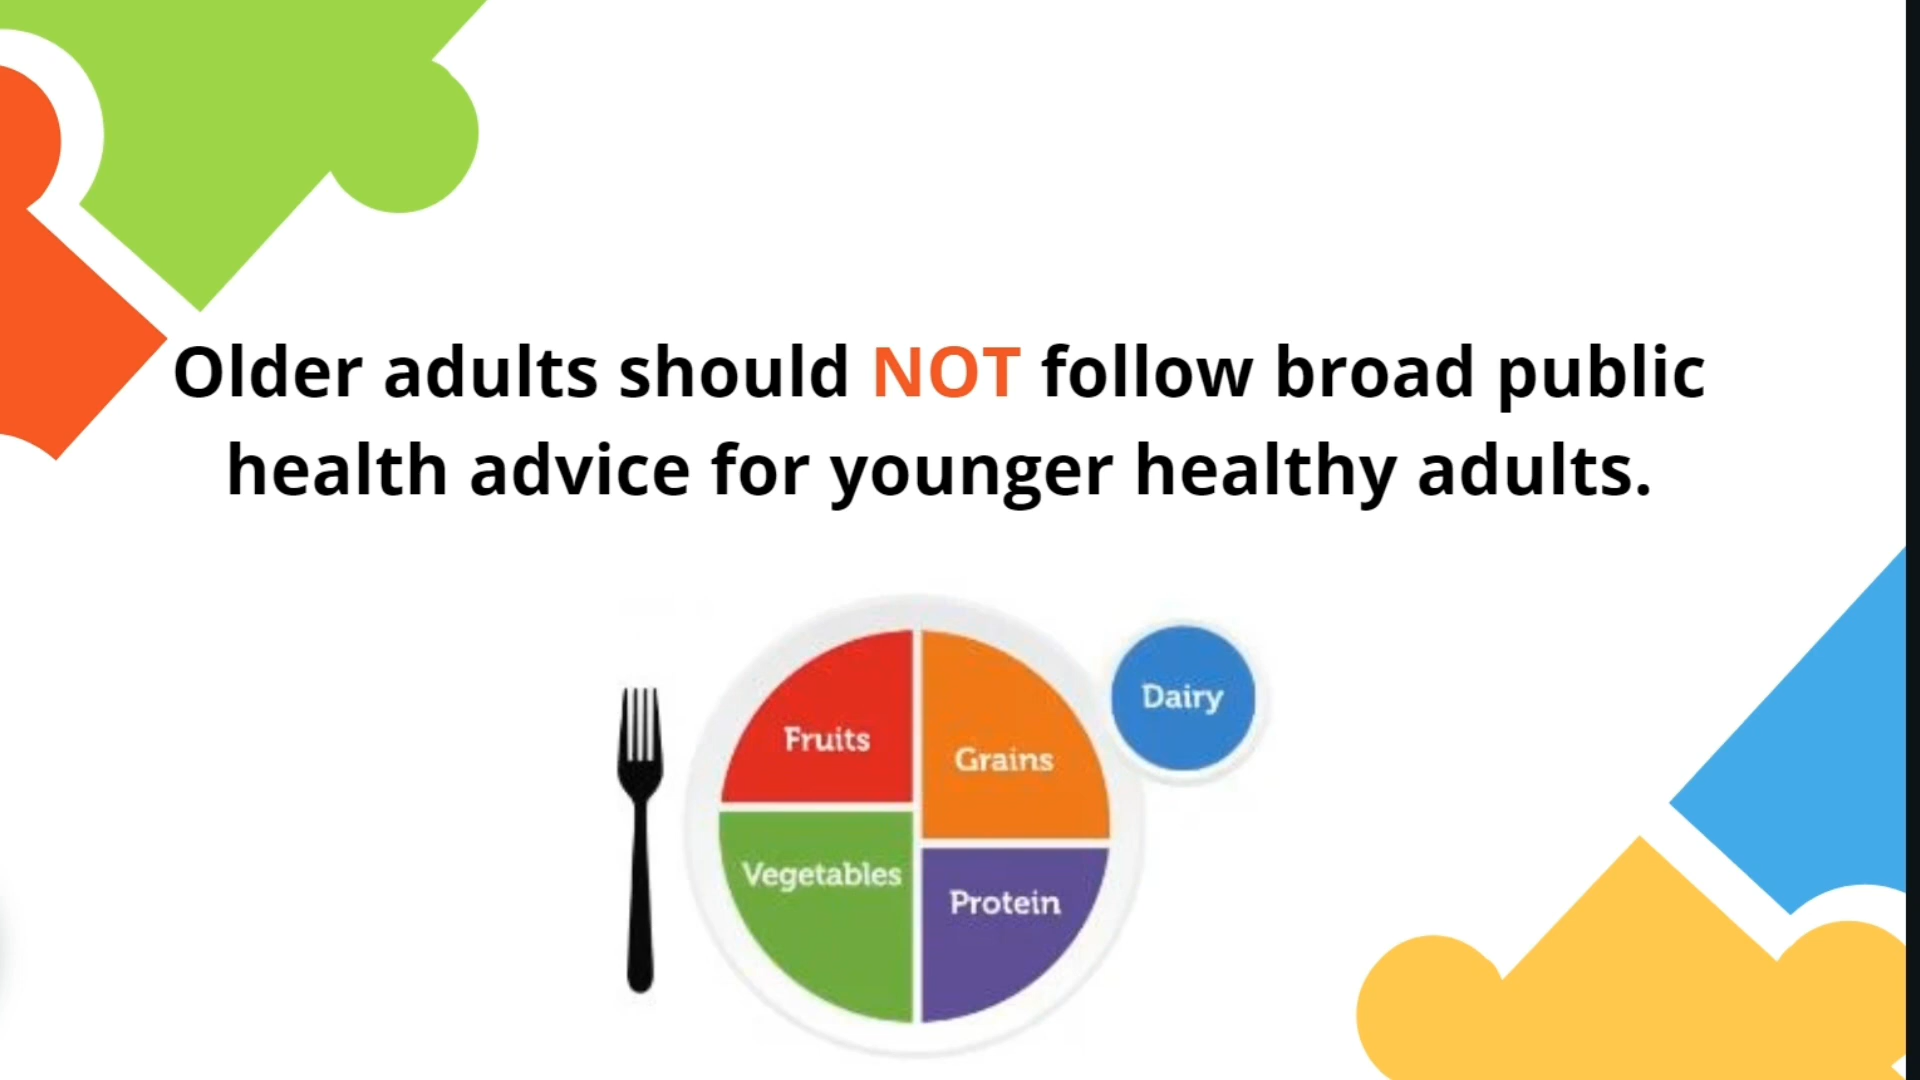 Older adults should NOT follow broad public
health advice for younger healthy adults.
Dairy
Fruits
Grains
Vegetables
Protein